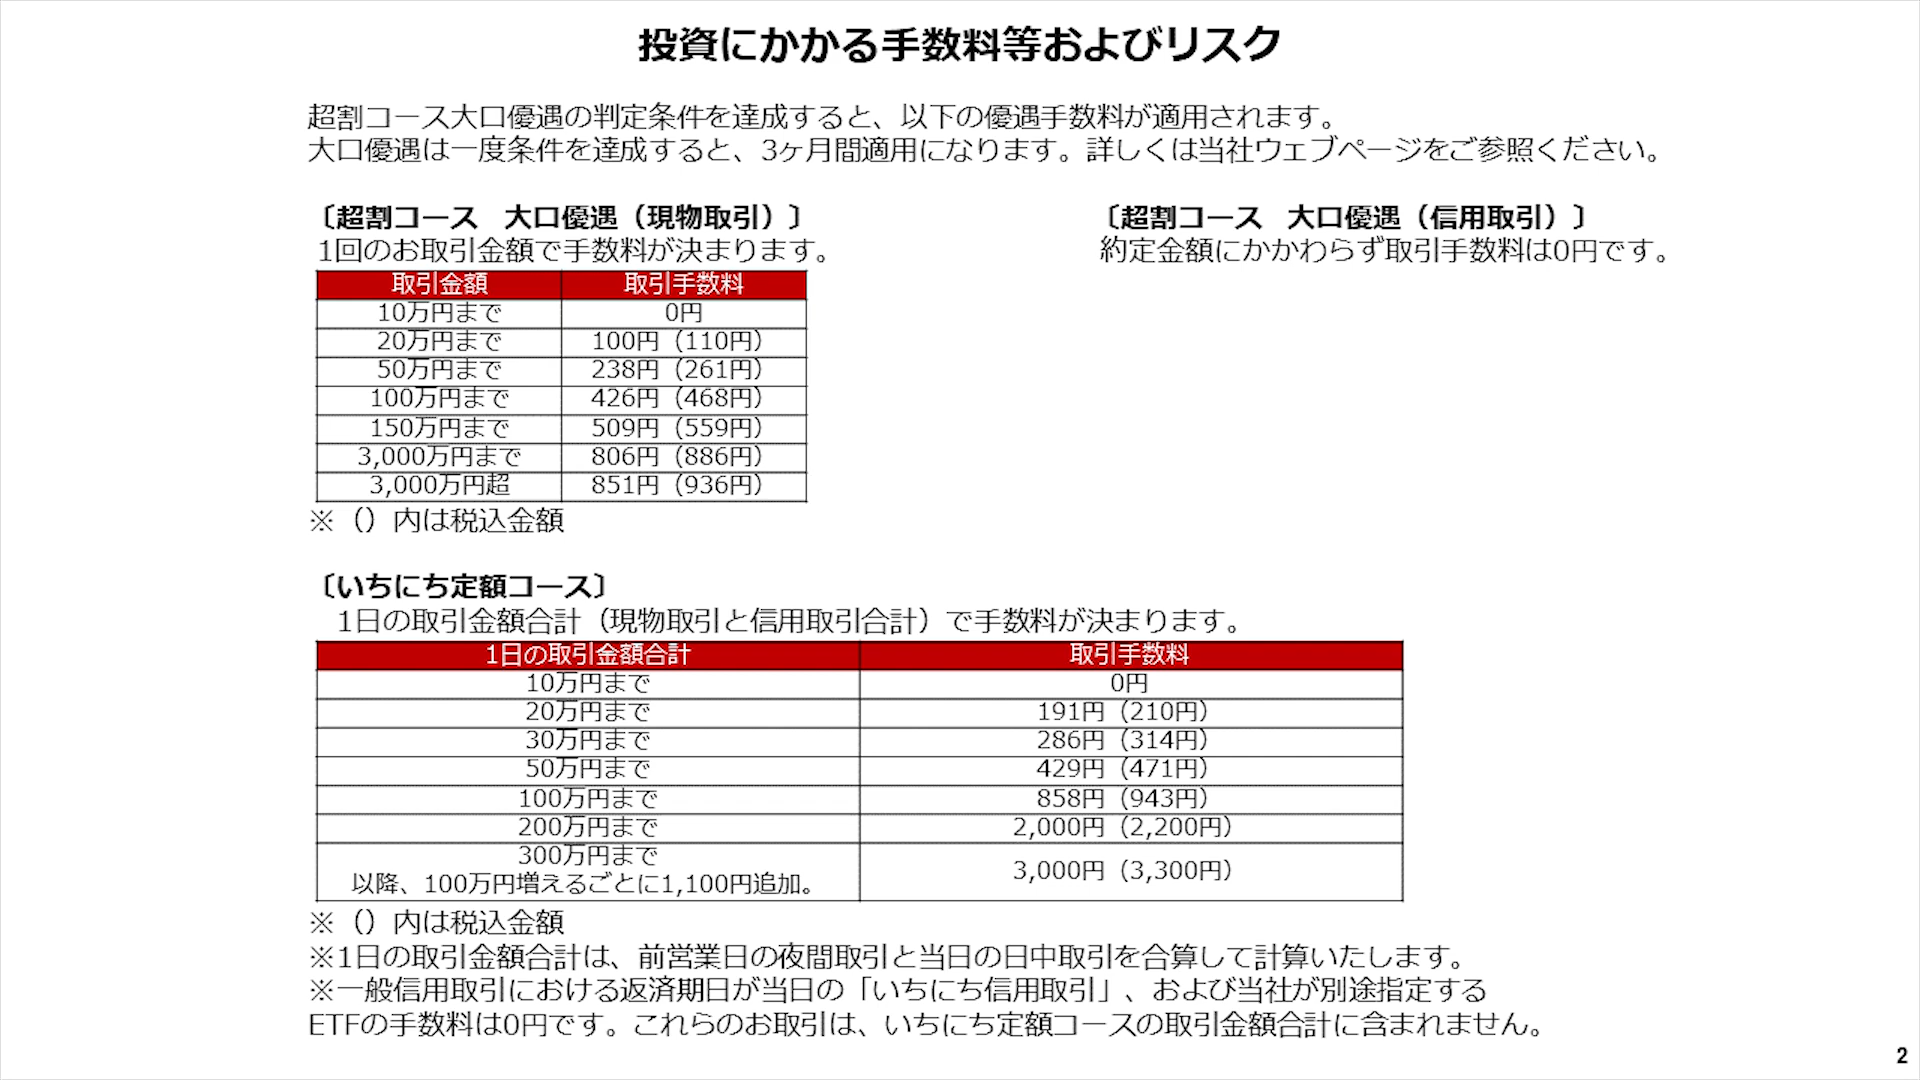 投資にかかる手数料等およびリスク
超割コース大口優遇の判定条件を達成すると、以下の優遇手数料が適用されます。
大口優遇は一度条件を達成すると、3ヶ月間適用になります。詳しくは当社ウェブページをご参照ください。
〔超割コース　大口優遇（現物取引）〕
1回のお取引金額で手数料が決まります。
取引金額　取引手数料
10万円まで　0円
20万円まで　100円（110円）
50万円まで　238円（261円）
100万円まで　426円（468円）
150万円まで　509円（559円）
3,000万円まで　806円（886円）
3,000万円超　851円（936円）
※（）内は税込金額
〔超割コース　大口優遇（信用取引）〕
約定金額にかかわらず取引手数料は0円です。
〔いちにち定額コース〕
1日の取引金額合計（現物取引と信用取引合計）で手数料が決まります。
1日の取引金額合計　取引手数料
10万円まで　0円
20万円まで　191円（210円）
30万円まで　286円（314円）
50万円まで　429円（471円）
100万円まで　858円（943円）
200万円まで　2,000円（2,200円）
300万円まで
以降、100万円増えるごとに1,100円追加。
3,000円（3,300円）
※（）内は税込金額
※1日の取引金額合計は、前営業日の夜間取引と当日の日中取引を合算して計算いたします。
※一般信用取引における返済期日が当日の「いちにち信用取引」、および当社が別途指定する
ETFの手数料は0円です。これらのお取引は、いちにち定額コースの取引金額合計に含まれません。
2